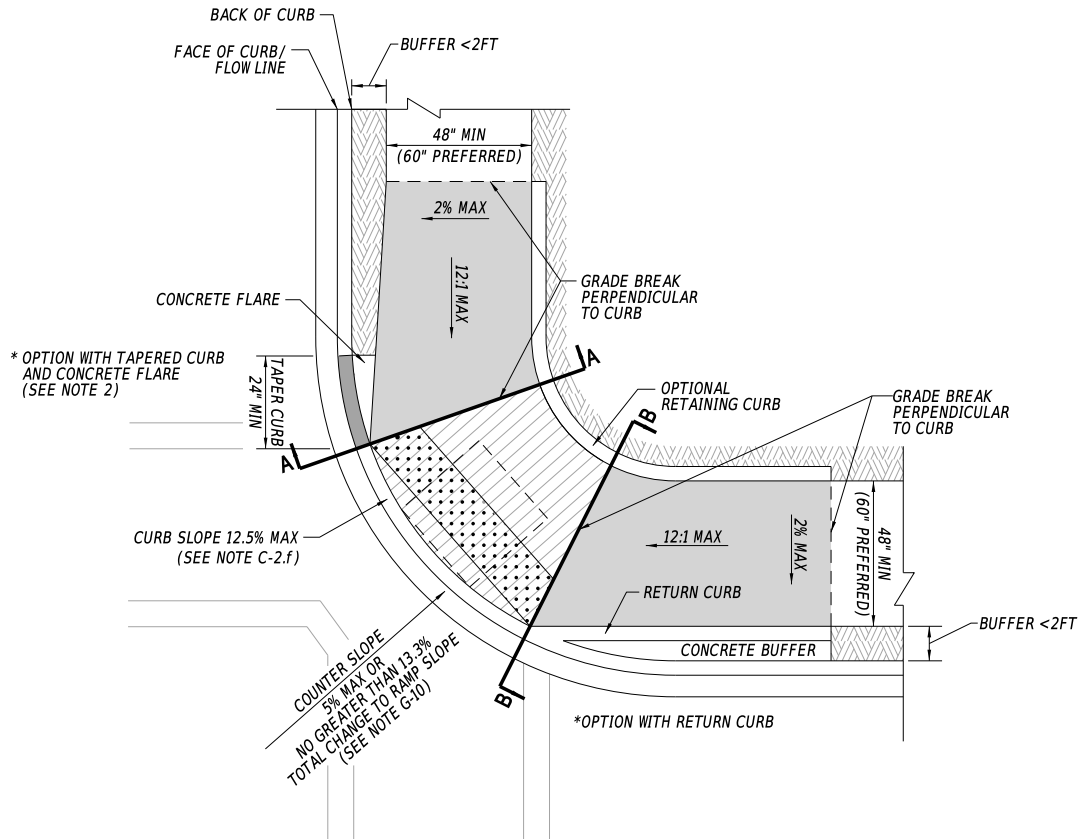 BACK OF CURB
BUFFER <2FT
FACE OF CURB/
FLOW LINE
48" MIN
(60" PREFERRED)
2% MAX
12:1 MAX
GRADE BREAK
PERPENDICULAR
TO CURB
CONCRETE FLARE
* OPTION WITH TAPERED CURB
AND CONCRETE FLARE
(SEE NOTE 2)
TAPER CURB
24" MIN
A
A
OPTIONAL
RETAINING CURB
B
GRADE BREAK
PERPENDICULAR
TO CURB
CURB SLOPE 12.5% MAX
(SEE NOTE C-2.f)
12:1 MAX
2% MAX
48" MIN
(60" PREFERRED)
RETURN CURB
BUFFER <2FT
CONCRETE BUFFER
COUNTER SLOPE
5% MAX OR
NO GREATER THAN 13.3%
TOTAL CHANGE TO RAMP SLOPE
(SEE NOTE G-10)
B
*OPTION WITH RETURN CURB